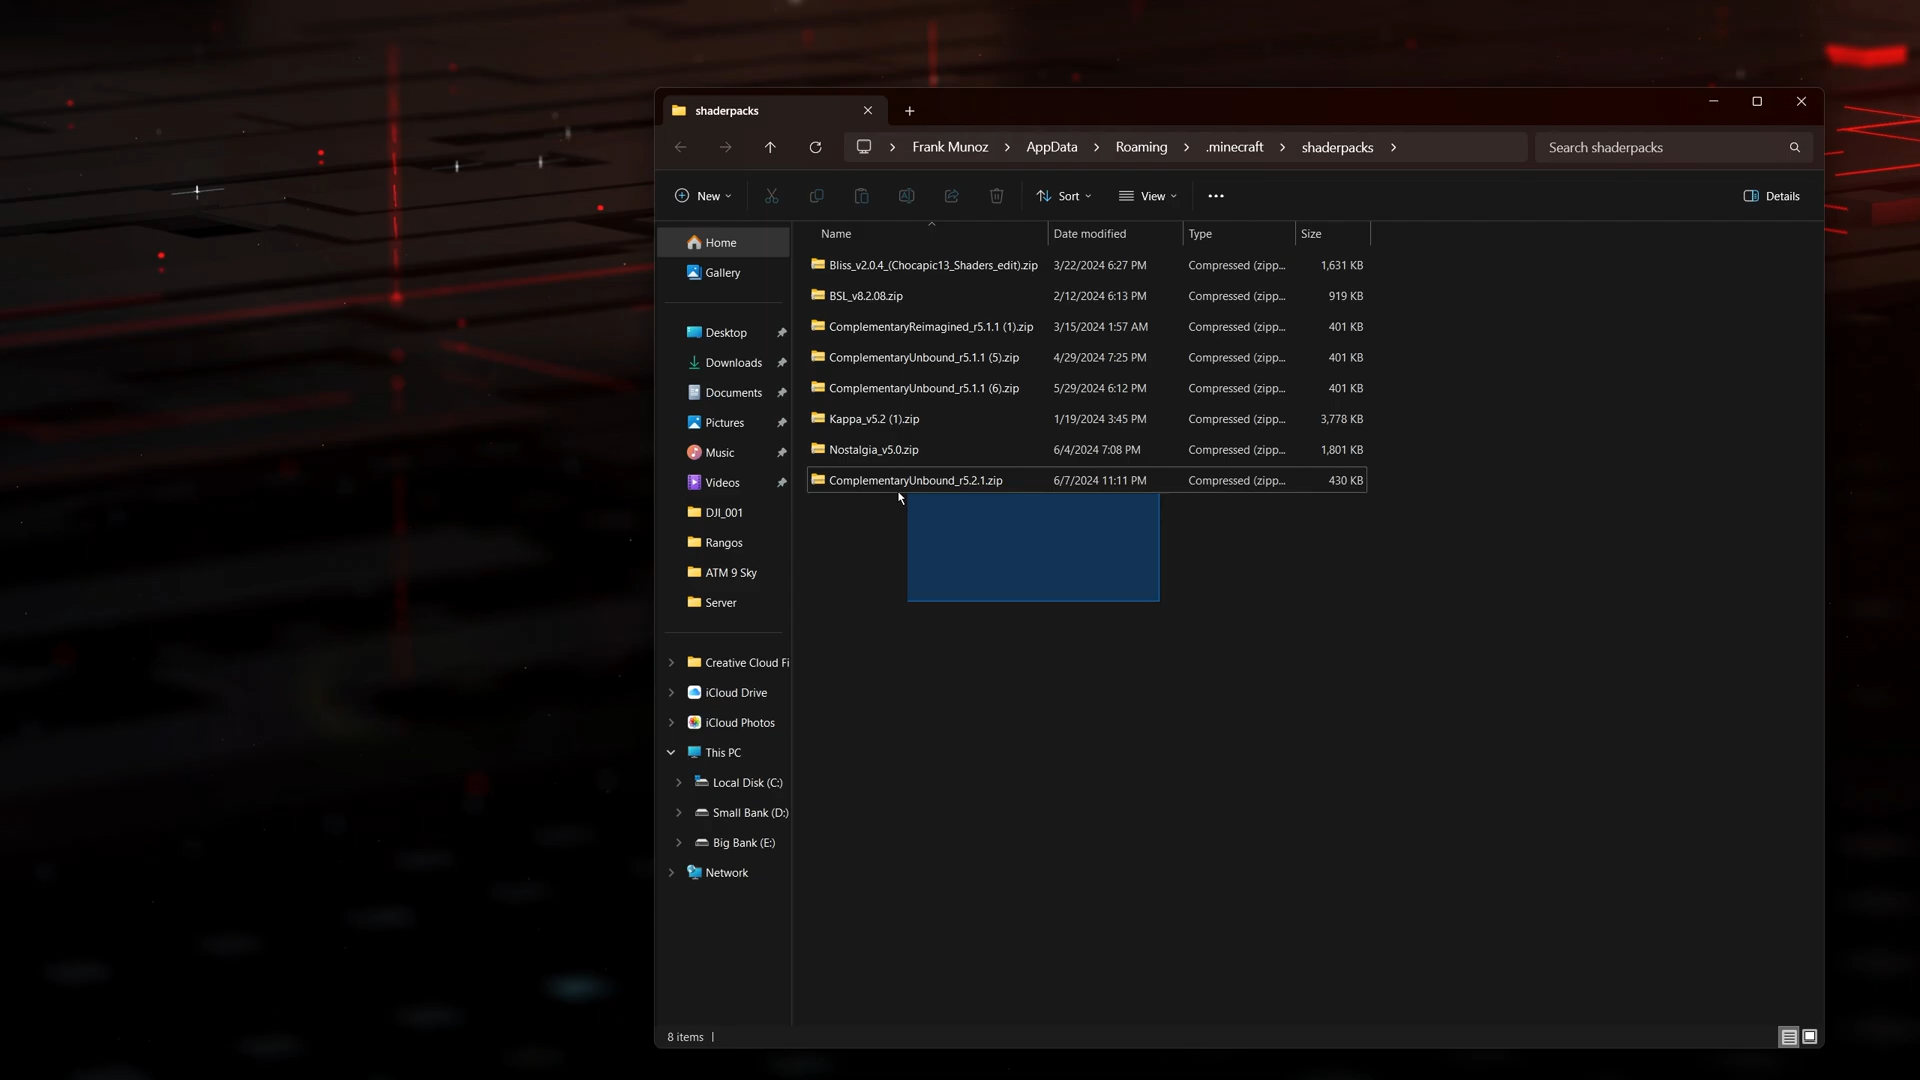 shaderpacks
Frank Munoz
AppData
Roaming
.minecraft
shaderpacks
Search shaderpacks
New
Sort
View
Details
Name
Date modified
Type
Size
Home
Gallery
Desktop
Downloads
Documents
Pictures
Music
Videos
DJI_001
Rangos
ATM 9 Sky
Server
Creative Cloud Fi
iCloud Drive
iCloud Photos
This PC
Local Disk (C:)
Small Bank (D:)
Big Bank (E:)
Network
Bliss_v2.0.4_(Chocapic13_Shaders_edit).zip 3/22/2024 6:27 PM Compressed (zipp... 1,631 KB
BSL_v8.2.08.zip 2/12/2024 6:13 PM Compressed (zipp... 919 KB
ComplementaryReimagined_r5.1.1 (1).zip 3/15/2024 1:57 AM Compressed (zipp... 401 KB
ComplementaryUnbound_r5.1.1 (5).zip 4/29/2024 7:25 PM Compressed (zipp... 401 KB
ComplementaryUnbound_r5.1.1 (6).zip 5/29/2024 6:12 PM Compressed (zipp... 401 KB
Kappa_v5.2 (1).zip 1/19/2024 3:45 PM Compressed (zipp... 3,778 KB
Nostalgia_v5.0.zip 6/4/2024 7:08 PM Compressed (zipp... 1,801 KB
ComplementaryUnbound_r5.2.1.zip 6/7/2024 11:11 PM Compressed (zipp... 430 KB
8 items